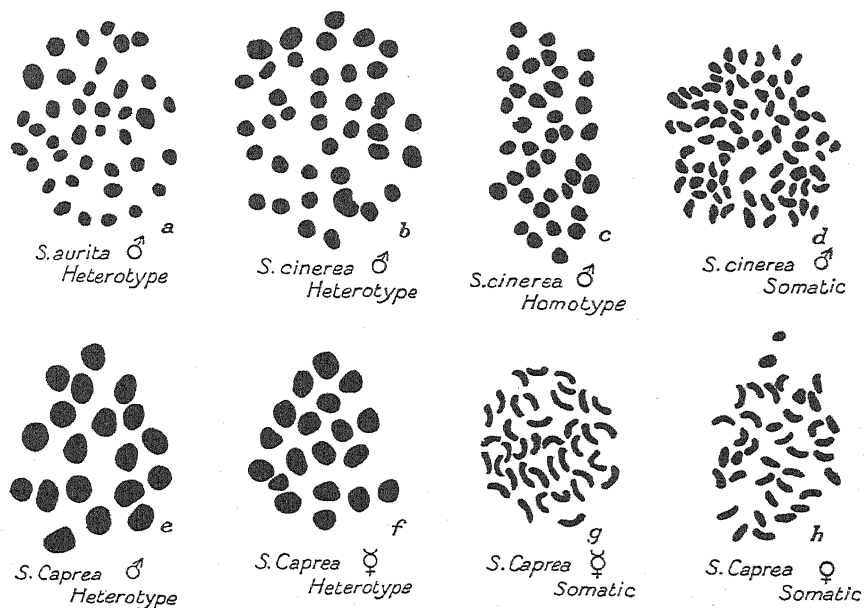 a
S. aurita ♂
Heterotype
b
S. cinerea ♂
Heterotype
c
S. cinerea ♂
Homotype
d
S. cinerea ♂
Somatic
e
S. Caprea ♂
Heterotype
f
S. Caprea ☿
Heterotype
g
S. Caprea ☿
Somatic
h
S. Caprea ♀
Somatic